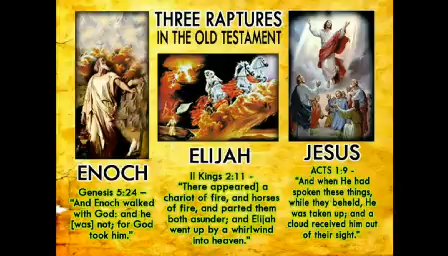 THREE RAPTURES
IN THE OLD TESTAMENT
ENOCH
Genesis 5:24 –
"And Enoch walked
with God: and he
[was] not; for God
took him."
ELIJAH
II Kings 2:11 -
"There appeared] a
chariot of fire, and horses
of fire, and parted them
both asunder; and Elijah
went up by a whirlwind
into heaven."
JESUS
ACTS 1:9 -
"And when He had
spoken these things,
while they beheld, He
was taken up; and a
cloud received him out
of their sight."